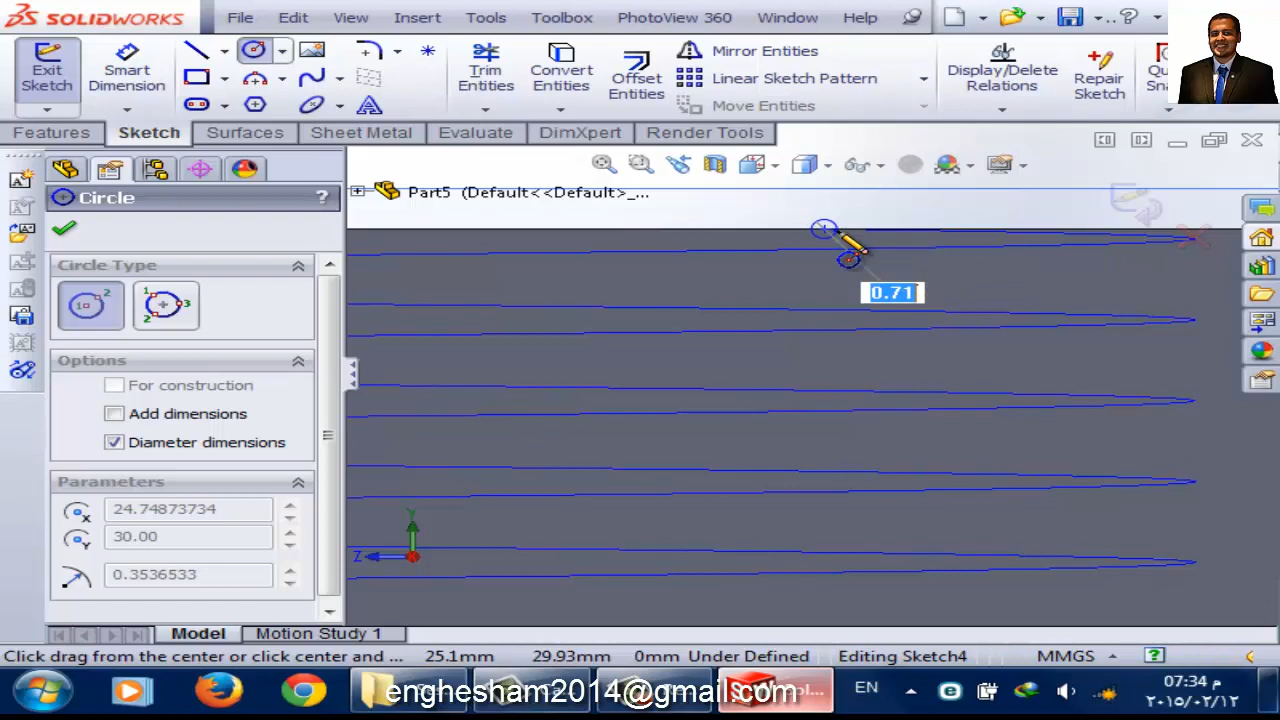 SOLIDWORKS File Edit View Insert Tools Toolbox PhotoView 360 Window Help
Exit Sketch
Smart Dimension
Trim Entities
Convert Entities
Offset Entities
Mirror Entities
Linear Sketch Pattern
Move Entities
Display/Delete Relations
Repair Sketch
Features Sketch Surfaces Sheet Metal Evaluate DimXpert Render Tools
Part5 (Default<<Default>_...
Circle ?
Circle Type
Options
For construction
Add dimensions
Diameter dimensions
Parameters
24.74873734
30.00
0.3536533
0.71
Y
Z
Model Motion Study 1
Click drag from the center or click center and ... 25.1mm 29.93mm 0mm Under Defined Editing Sketch4 MMGS
enghesham2014@gmail.com
EN
07:34 م
٢٠١٥/٠٢/١٢